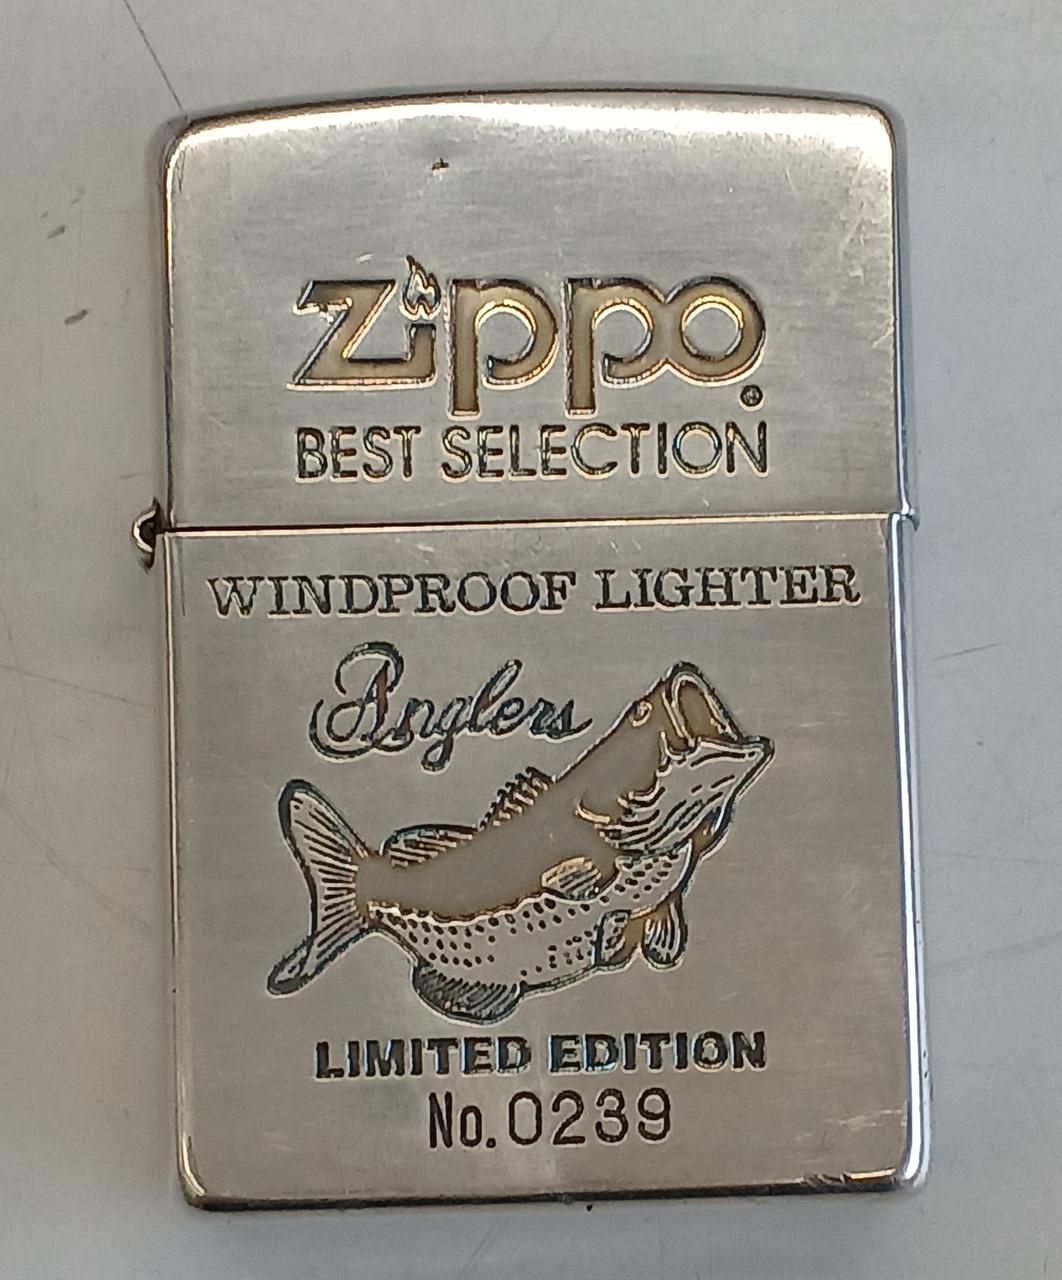 Zippo®
BEST SELECTION
WINDPROOF LIGHTER
Anglers
LIMITED EDITION
No. 0239